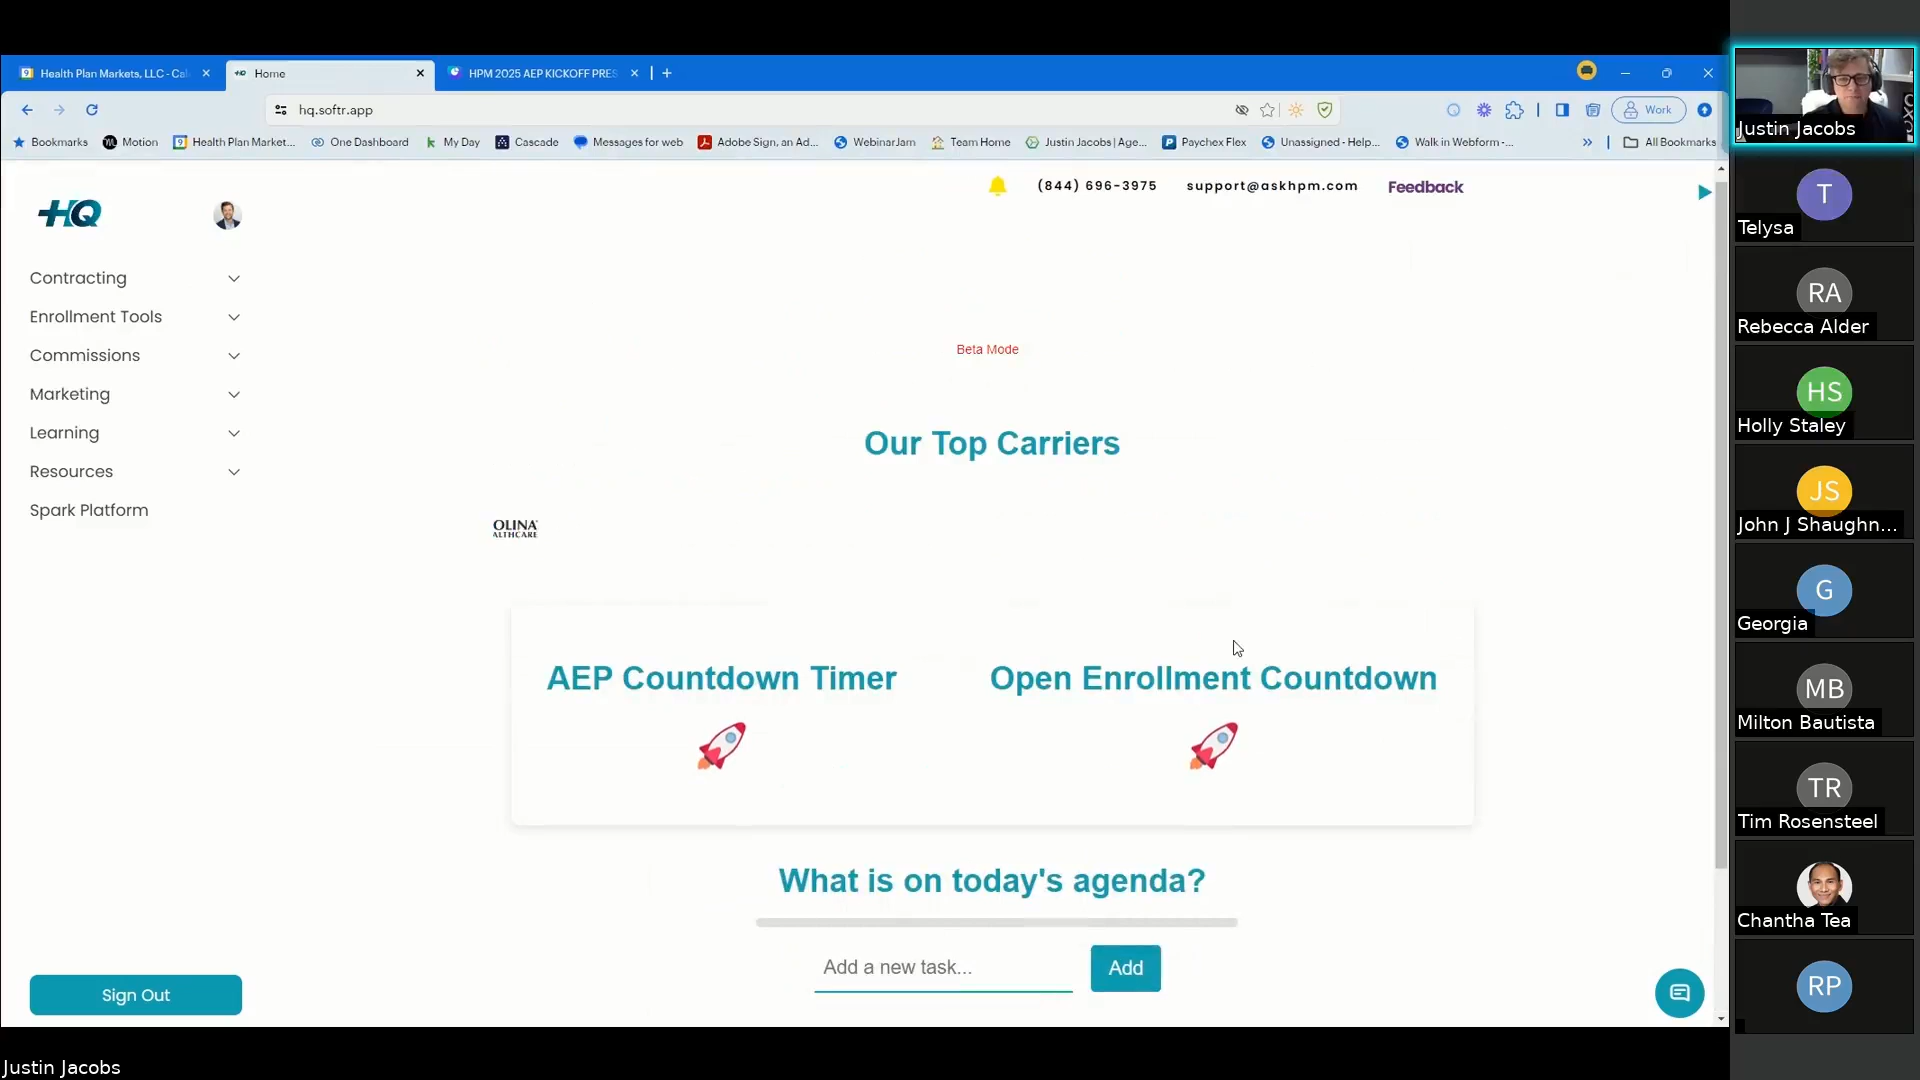 Health Plan Markets, LLC - Cal
Home
HPM 2025 AEP KICKOFF PRES
hq.softr.app
Work
Bookmarks
Motion
Health Plan Market...
One Dashboard
My Day
Cascade
Messages for web
Adobe Sign, an Ad...
WebinarJam
Team Home
Justin Jacobs | Age...
Paychex Flex
Unassigned - Help...
Walk in Webform -...
»
All Bookmarks
(844) 696-3975
support@askhpm.com
Feedback
HQ
Contracting
Enrollment Tools
Commissions
Marketing
Learning
Resources
Spark Platform
Sign Out
Beta Mode
Our Top Carriers
OLINA
ALTHCARE
AEP Countdown Timer
Open Enrollment Countdown
What is on today's agenda?
Add a new task...
Add
Justin Jacobs
T
Telysa
RA
Rebecca Alder
HS
Holly Staley
JS
John J Shaughn...
G
Georgia
MB
Milton Bautista
TR
Tim Rosensteel
Chantha Tea
RP
Justin Jacobs